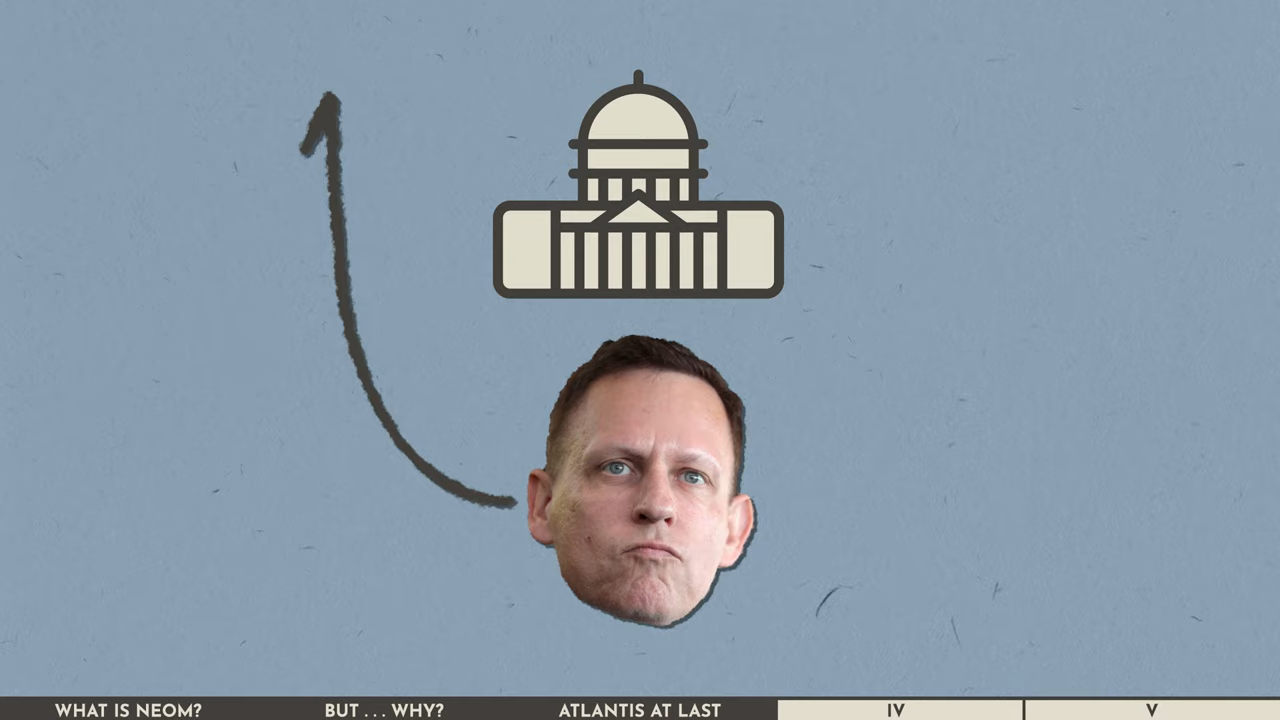 WHAT IS NEOM?
BUT . . . WHY?
ATLANTIS AT LAST
IV
V